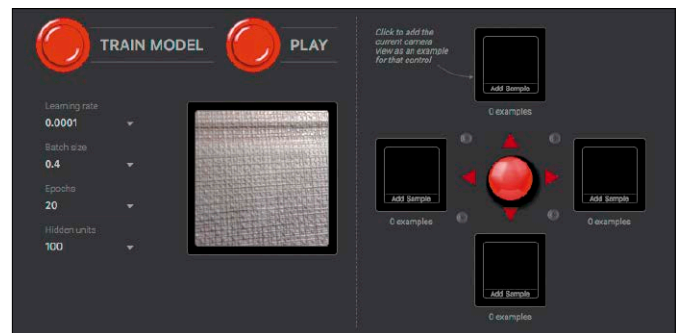 TRAIN MODEL
PLAY
Learning rate
0.0001
Batch size
0.4
Epochs
20
Hidden units
100
Click to add the
current camera
view as an example
for that control
Add Sample
0 examples
Add Sample
0 examples
Add Sample
0 examples
Add Sample
0 examples